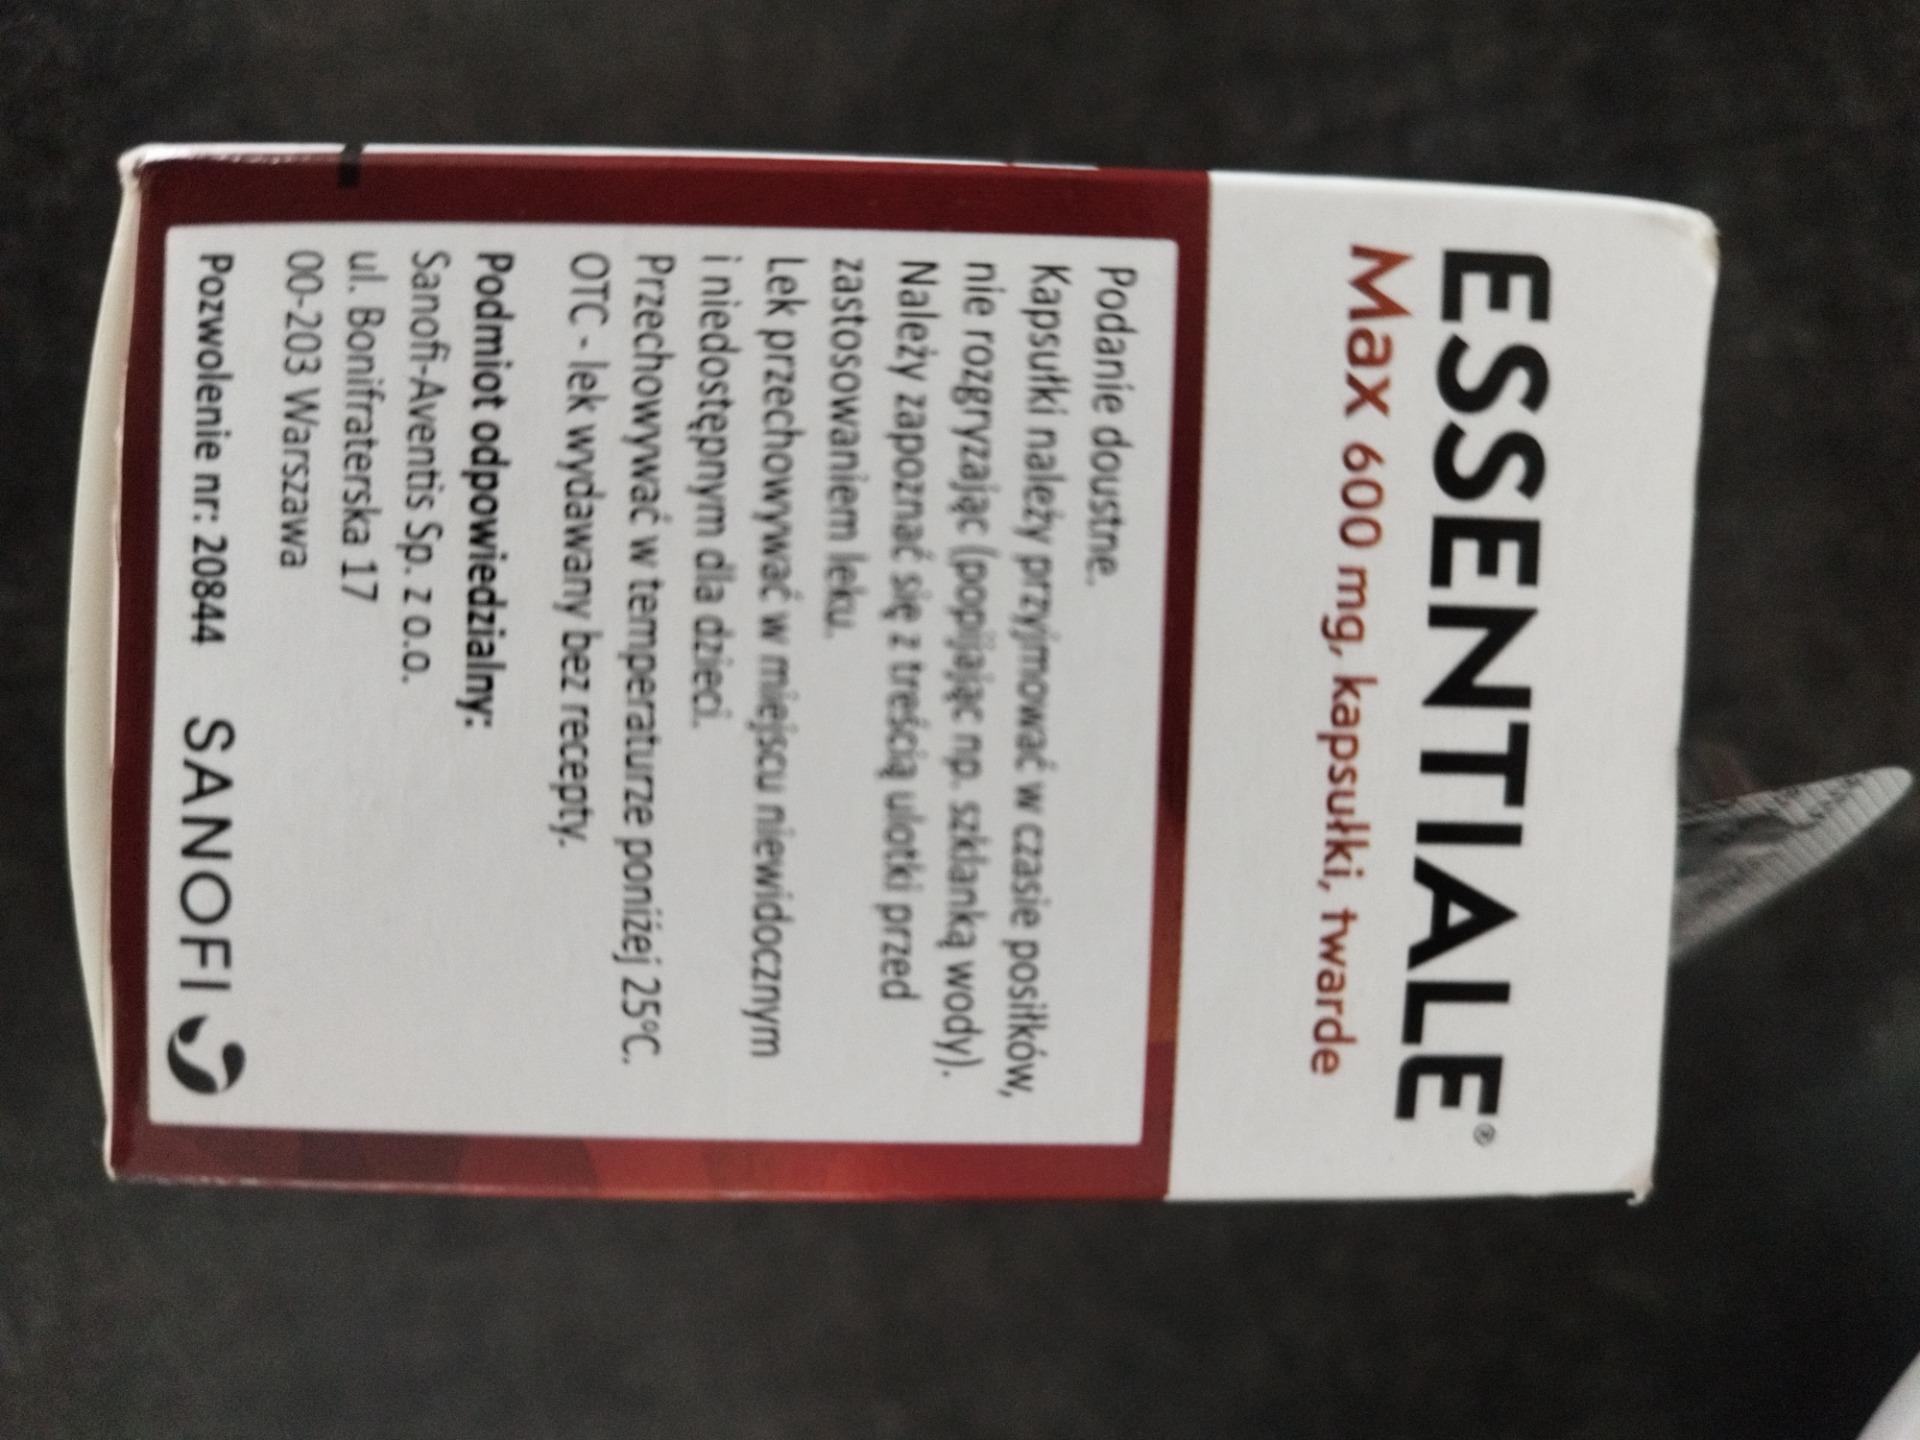 ESSENTIALE®
Max 600 mg, kapsułki, twarde
Podanie doustne.
Kapsułki należy przyjmować w czasie posiłków,
nie rozgryzając (popijając np. szklanką wody).
Należy zapoznać się z treścią ulotki przed
zastosowaniem leku.
Lek przechowywać w miejscu niewidocznym
i niedostępnym dla dzieci.
Przechowywać w temperaturze poniżej 25°C.
OTC - lek wydawany bez recepty.
Podmiot odpowiedzialny:
Sanofi-Aventis Sp. z o.o.
ul. Bonifraterska 17
00-203 Warszawa
Pozwolenie nr: 20844 SANOFI